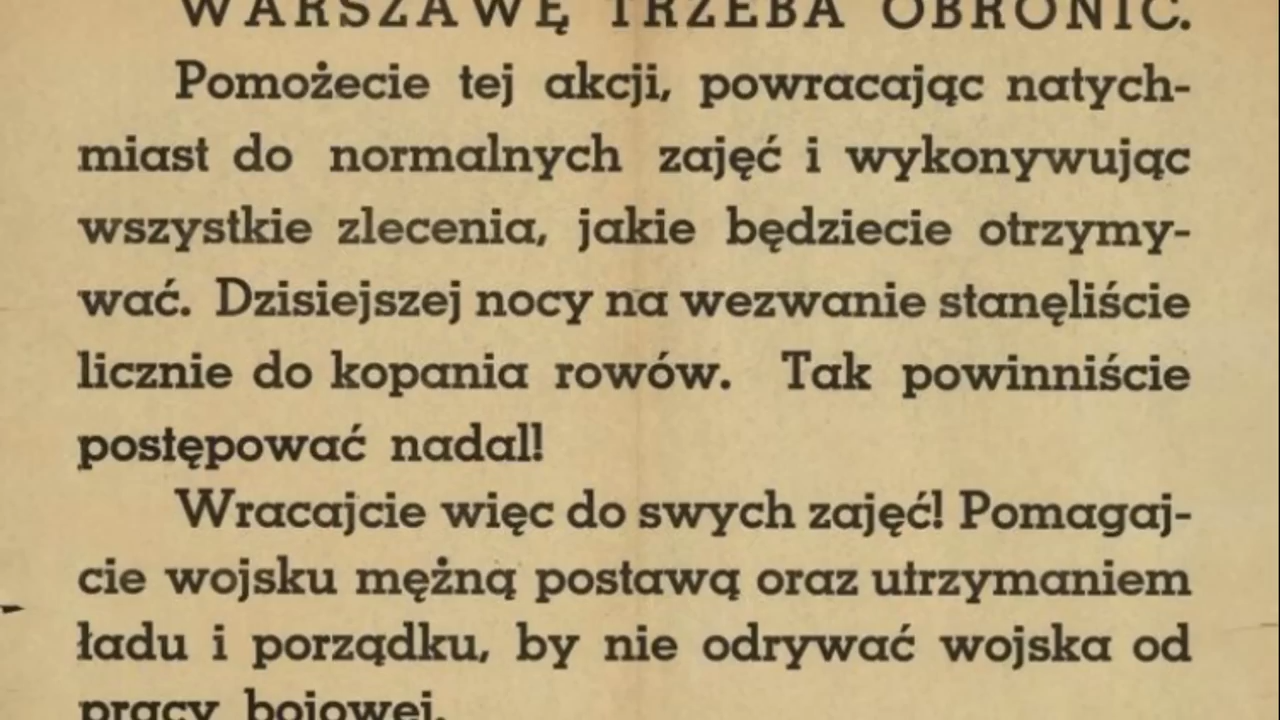 WARSZAWĘ TRZEBA OBRONIĆ.
Pomożecie tej akcji, powracając natych-
miast do normalnych zajęć i wykonywując
wszystkie zlecenia, jakie będziecie otrzymy-
wać. Dzisiejszej nocy na wezwanie stanęliście
licznie do kopania rowów. Tak powinniście
postępować nadal!
Wracajcie więc do swych zajęć! Pomagaj-
cie wojsku mężną postawą oraz utrzymaniem
ładu i porządku, by nie odrywać wojska od
pracy bojowej.